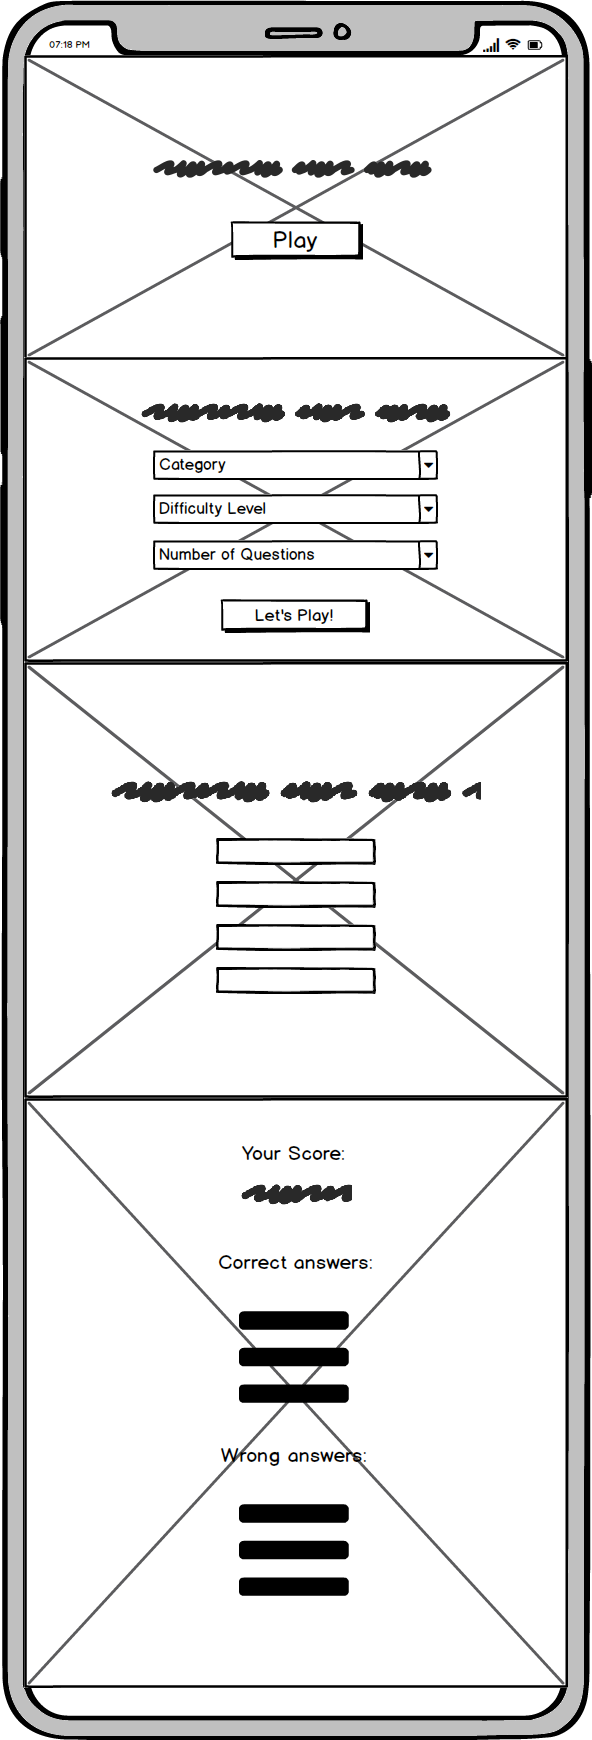 07:18 PM
Play
Category
Difficulty Level
Number of Questions
Let's Play!
Your Score:
Correct answers:
Wrong answers: